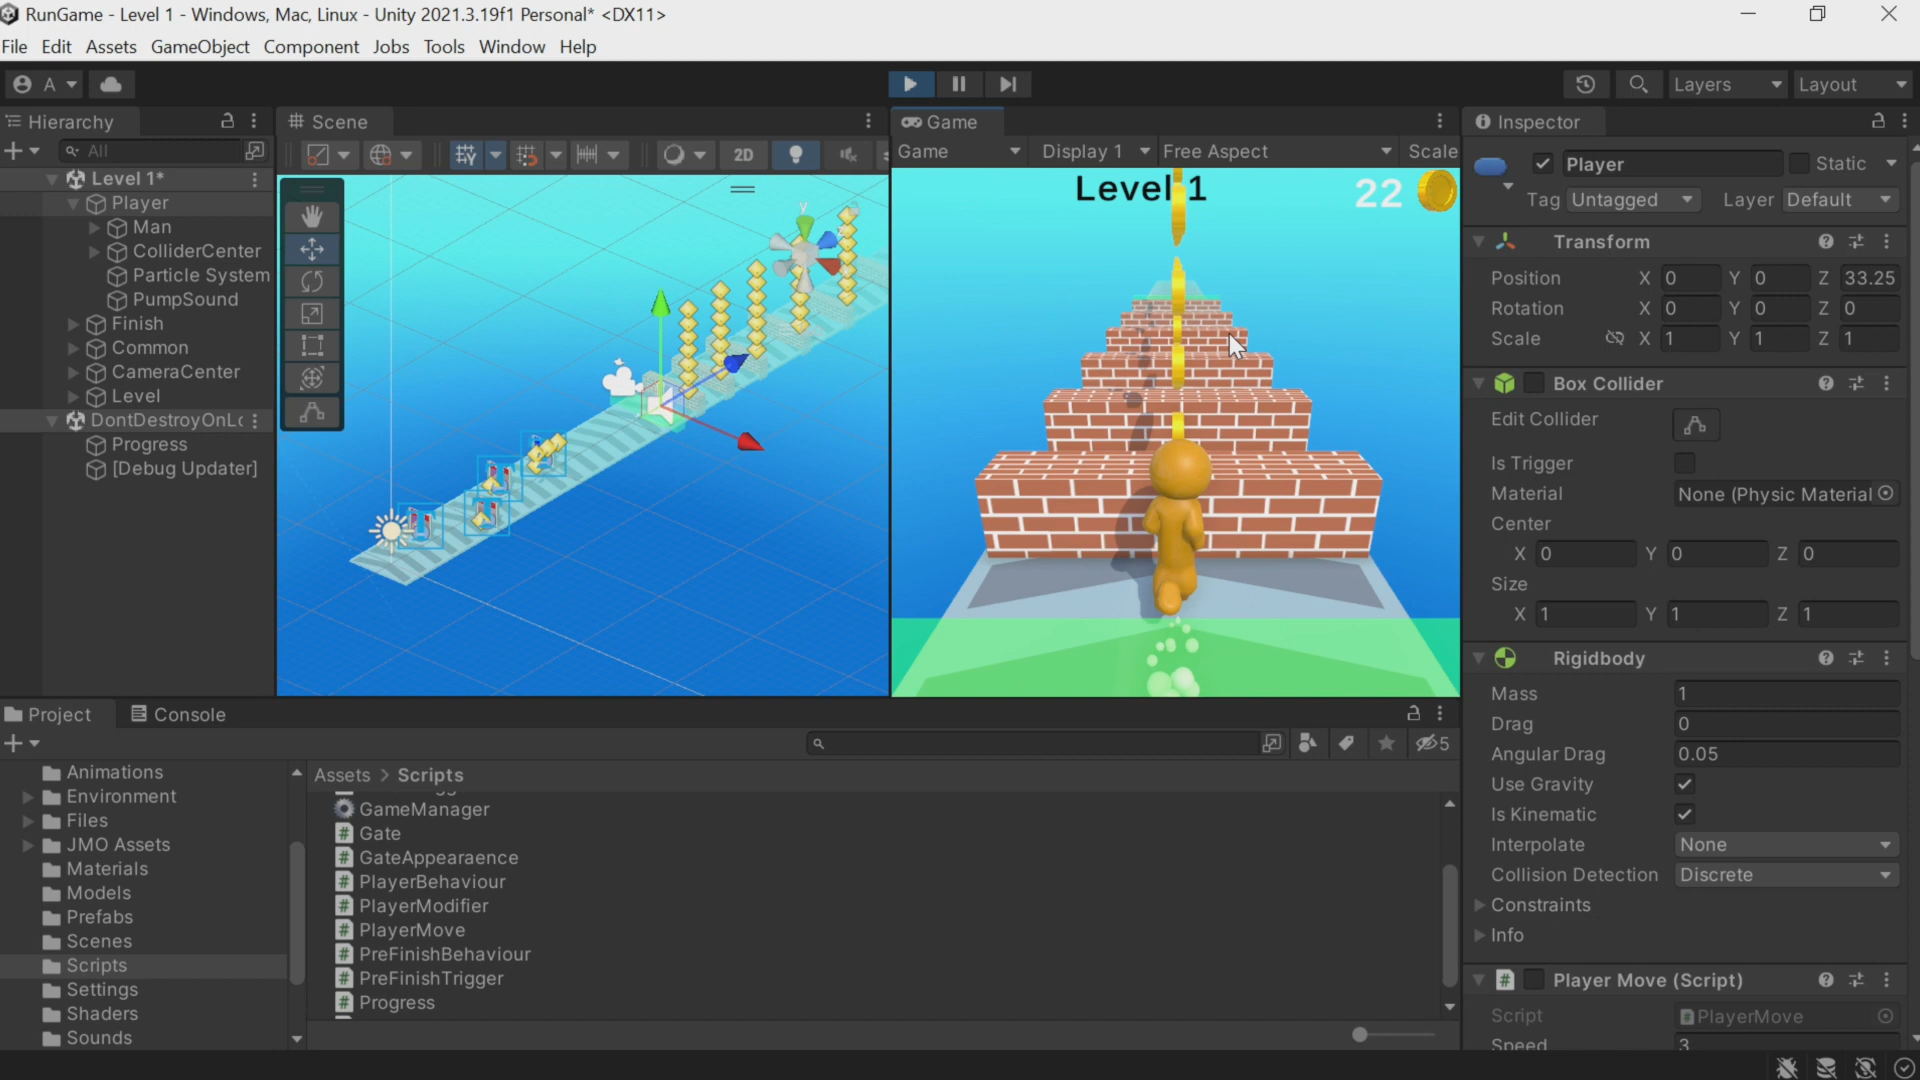 RunGame - Level 1 - Windows, Mac, Linux - Unity 2021.3.19f1 Personal* <DX11>
File Edit Assets GameObject Component Jobs Tools Window Help
A
Layers
Layout
Hierarchy
All
Level 1*
Player
Man
ColliderCenter
Particle System
PumpSound
Finish
Common
CameraCenter
Level
DontDestroyOnLo
Progress
[Debug Updater]
Scene
2D
y
Game
Game
Display 1
Free Aspect
Scale
Level 1
22
Inspector
Player
Static
Tag Untagged
Layer Default
Transform
Position X 0 Y 0 Z 33.25
Rotation X 0 Y 0 Z 0
Scale X 1 Y 1 Z 1
Box Collider
Edit Collider
Is Trigger
Material None (Physic Material
Center
X 0 Y 0 Z 0
Size
X 1 Y 1 Z 1
Rigidbody
Mass 1
Drag 0
Angular Drag 0.05
Use Gravity
Is Kinematic
Interpolate None
Collision Detection Discrete
Constraints
Info
Player Move (Script)
Script PlayerMove
Speed 3
Project
Console
5
Animations
Environment
Files
JMO Assets
Materials
Models
Prefabs
Scenes
Scripts
Settings
Shaders
Sounds
Assets > Scripts
GameManager
Gate
GateAppearaence
PlayerBehaviour
PlayerModifier
PlayerMove
PreFinishBehaviour
PreFinishTrigger
Progress